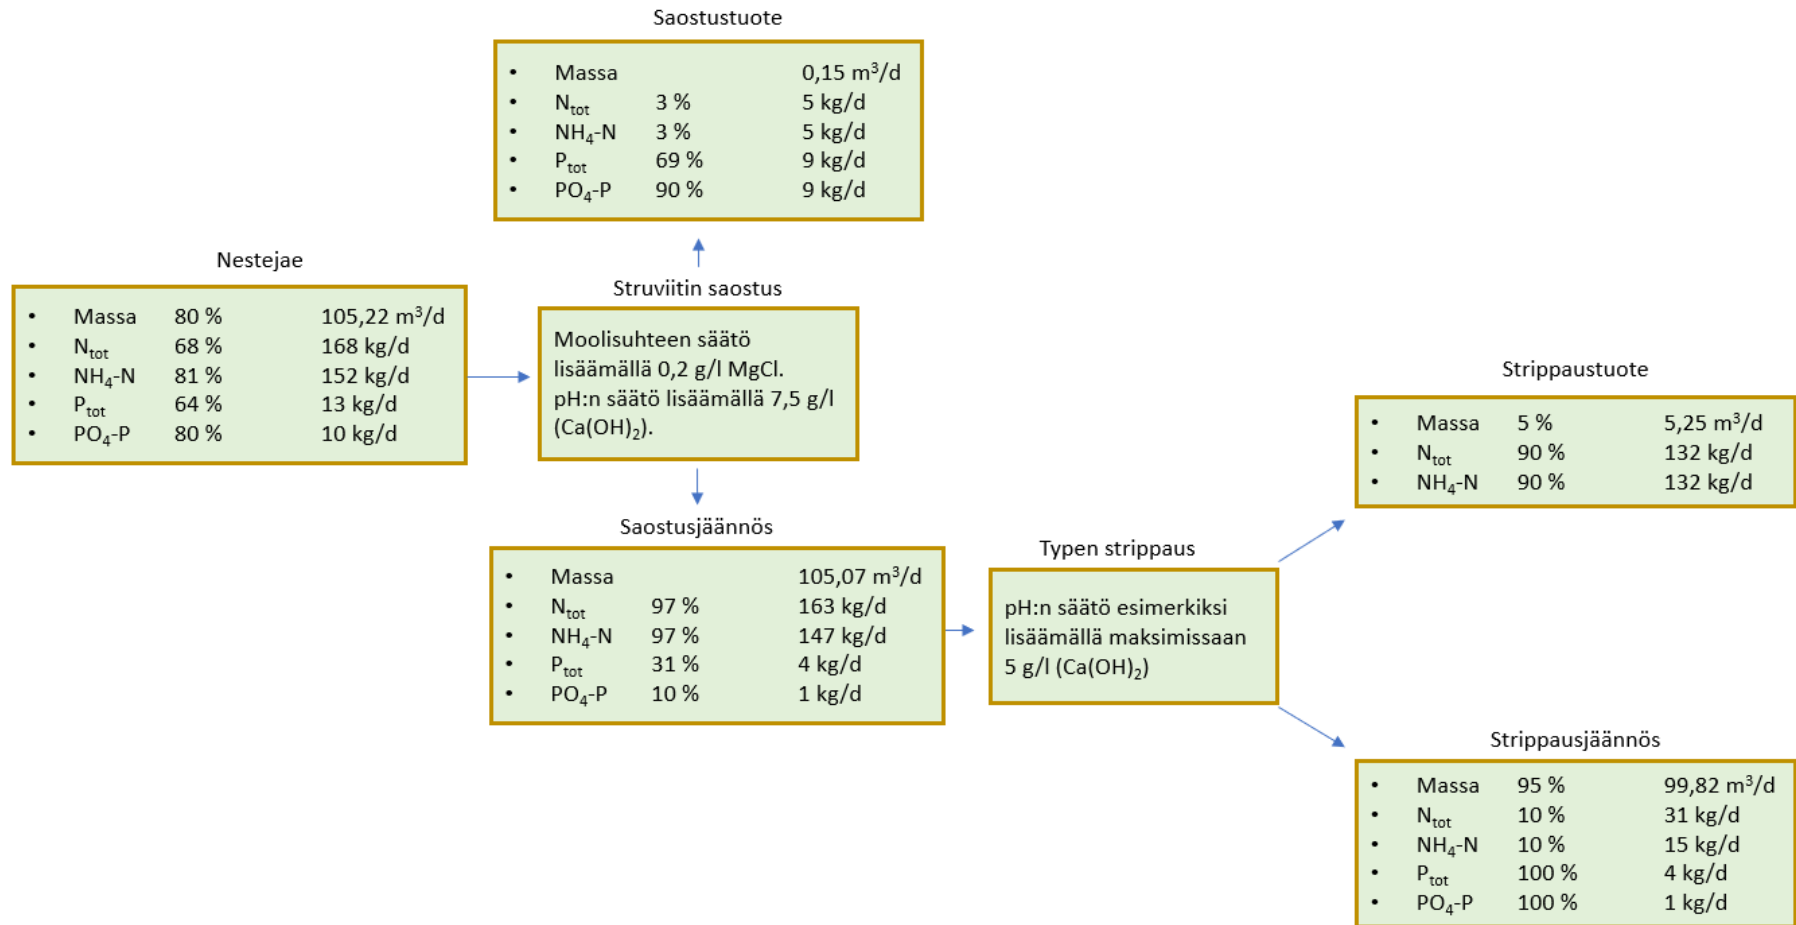 Saostustuote
• Massa 0,15 m³/d
• Ntot 3 % 5 kg/d
• NH₄-N 3 % 5 kg/d
• Ptot 69 % 9 kg/d
• PO₄-P 90 % 9 kg/d
Nestejae
• Massa 80 % 105,22 m³/d
• Ntot 68 % 168 kg/d
• NH₄-N 81 % 152 kg/d
• Ptot 64 % 13 kg/d
• PO₄-P 80 % 10 kg/d
Struviitin saostus
Moolisuhteen säätö
lisäämällä 0,2 g/l MgCl.
pH:n säätö lisäämällä 7,5 g/l
(Ca(OH)₂).
Saostusjäännös
• Massa 105,07 m³/d
• Ntot 97 % 163 kg/d
• NH₄-N 97 % 147 kg/d
• Ptot 31 % 4 kg/d
• PO₄-P 10 % 1 kg/d
Typen strippaus
pH:n säätö esimerkiksi
lisäämällä maksimissaan
5 g/l (Ca(OH)₂)
Strippaustuote
• Massa 5 % 5,25 m³/d
• Ntot 90 % 132 kg/d
• NH₄-N 90 % 132 kg/d
Strippausjäännös
• Massa 95 % 99,82 m³/d
• Ntot 10 % 31 kg/d
• NH₄-N 10 % 15 kg/d
• Ptot 100 % 4 kg/d
• PO₄-P 100 % 1 kg/d